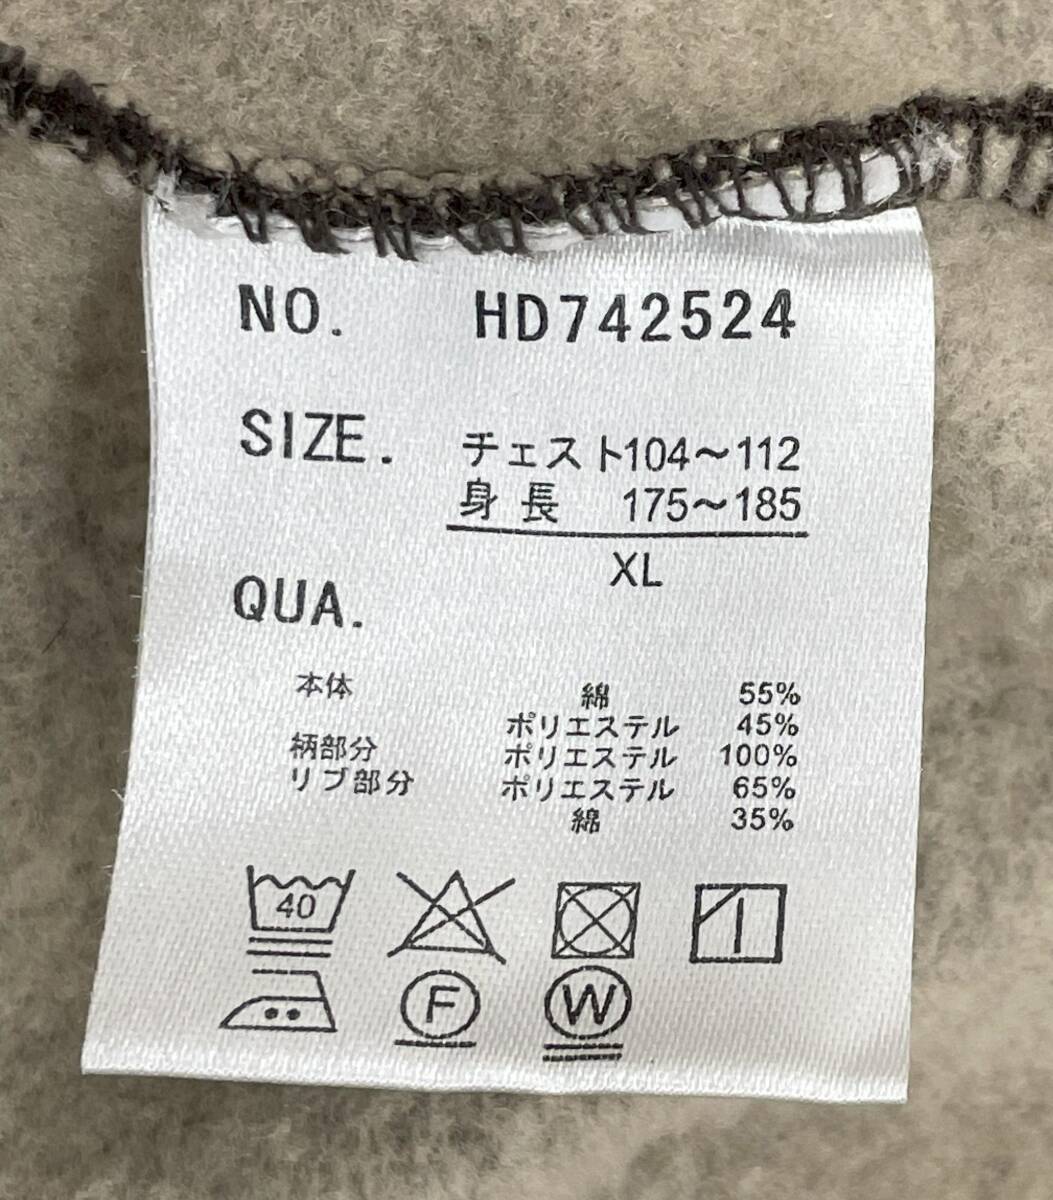 NO. HD742524
SIZE. チェスト104～112
身長 175～185
XL
QUA.
本体 綿 55%
ポリエステル 45%
柄部分 ポリエステル 100%
リブ部分 ポリエステル 65%
綿 35%
40
F W